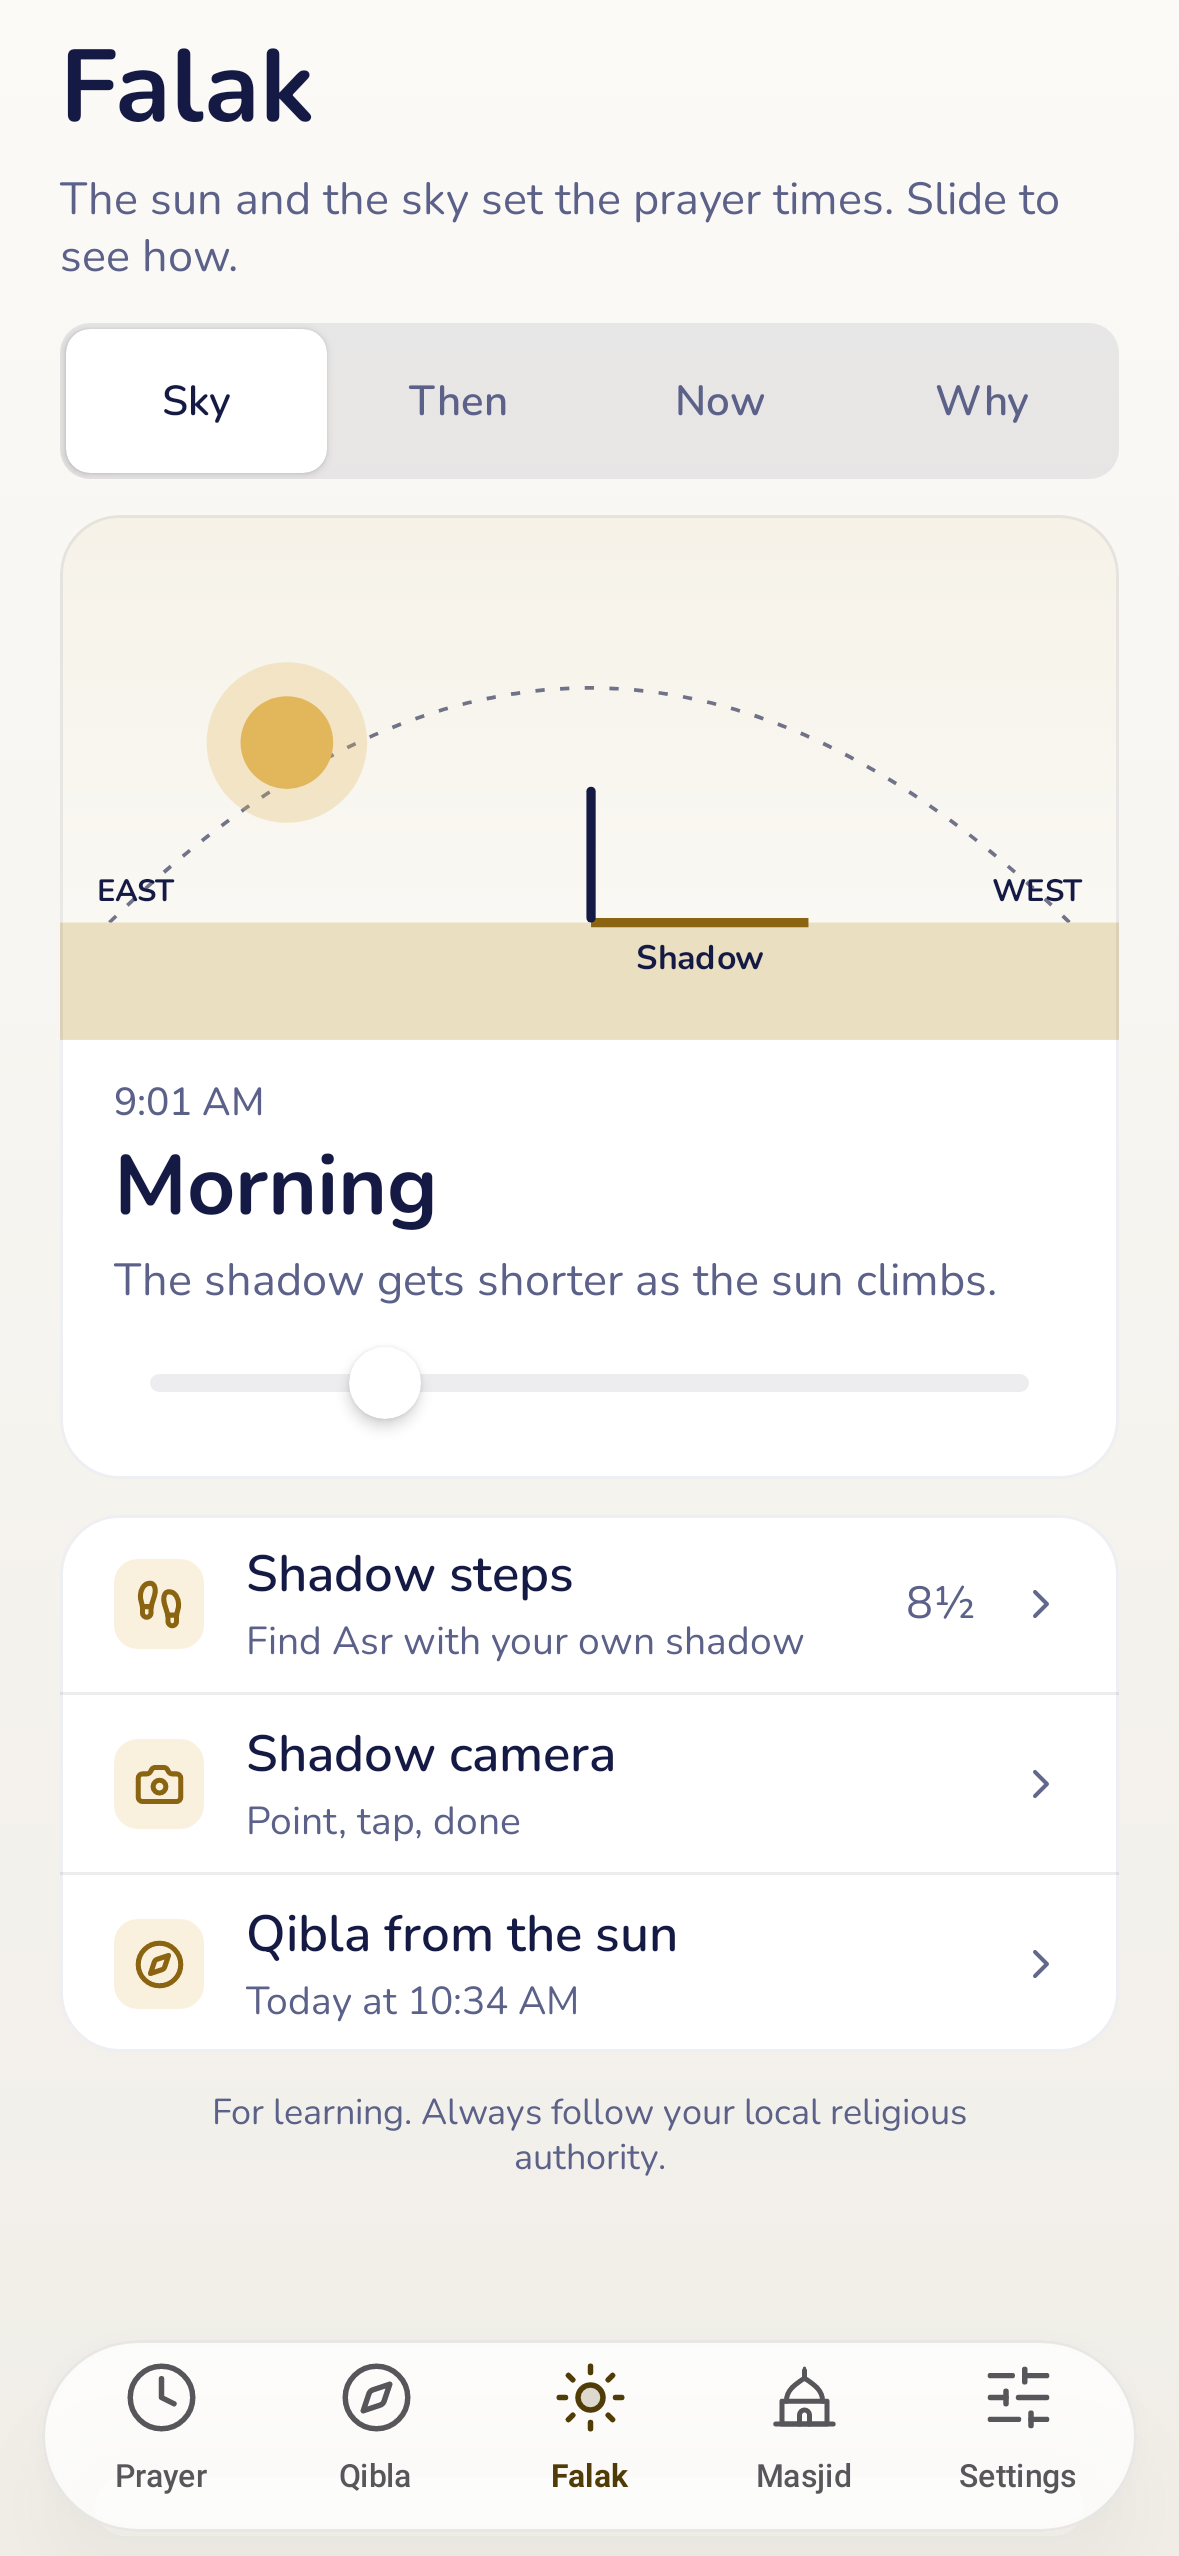 Falak
The sun and the sky set the prayer times. Slide to
see how.
Sky
Then
Now
Why
EAST
WEST
Shadow
9:01 AM
Morning
The shadow gets shorter as the sun climbs.
Shadow steps
Find Asr with your own shadow
8½
Shadow camera
Point, tap, done
Qibla from the sun
Today at 10:34 AM
For learning. Always follow your local religious
authority.
Prayer
Qibla
Falak
Masjid
Settings